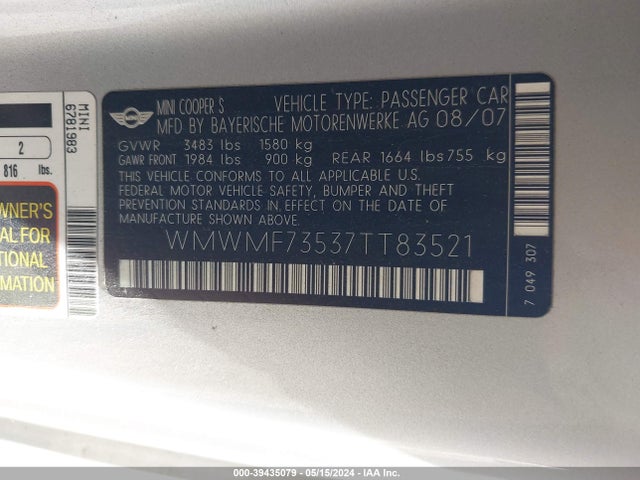 MINI COOPER S VEHICLE TYPE: PASSENGER CAR
MFD BY BAYERISCHE MOTORENWERKE AG 08/07
GVWR 3483 lbs 1580 kg
GAWR FRONT 1984 lbs 900 kg REAR 1664 lbs 755 kg
THIS VEHICLE CONFORMS TO ALL APPLICABLE U.S.
FEDERAL MOTOR VEHICLE SAFETY, BUMPER AND THEFT
PREVENTION STANDARDS IN EFFECT ON THE DATE OF
MANUFACTURE SHOWN ABOVE.
WMWMF73537TT83521
7 049 307
MINI
6781983
2
816 lbs.
WNER'S
AL FOR
TIONAL
MATION
000-39435079 - 05/15/2024 - IAA Inc.